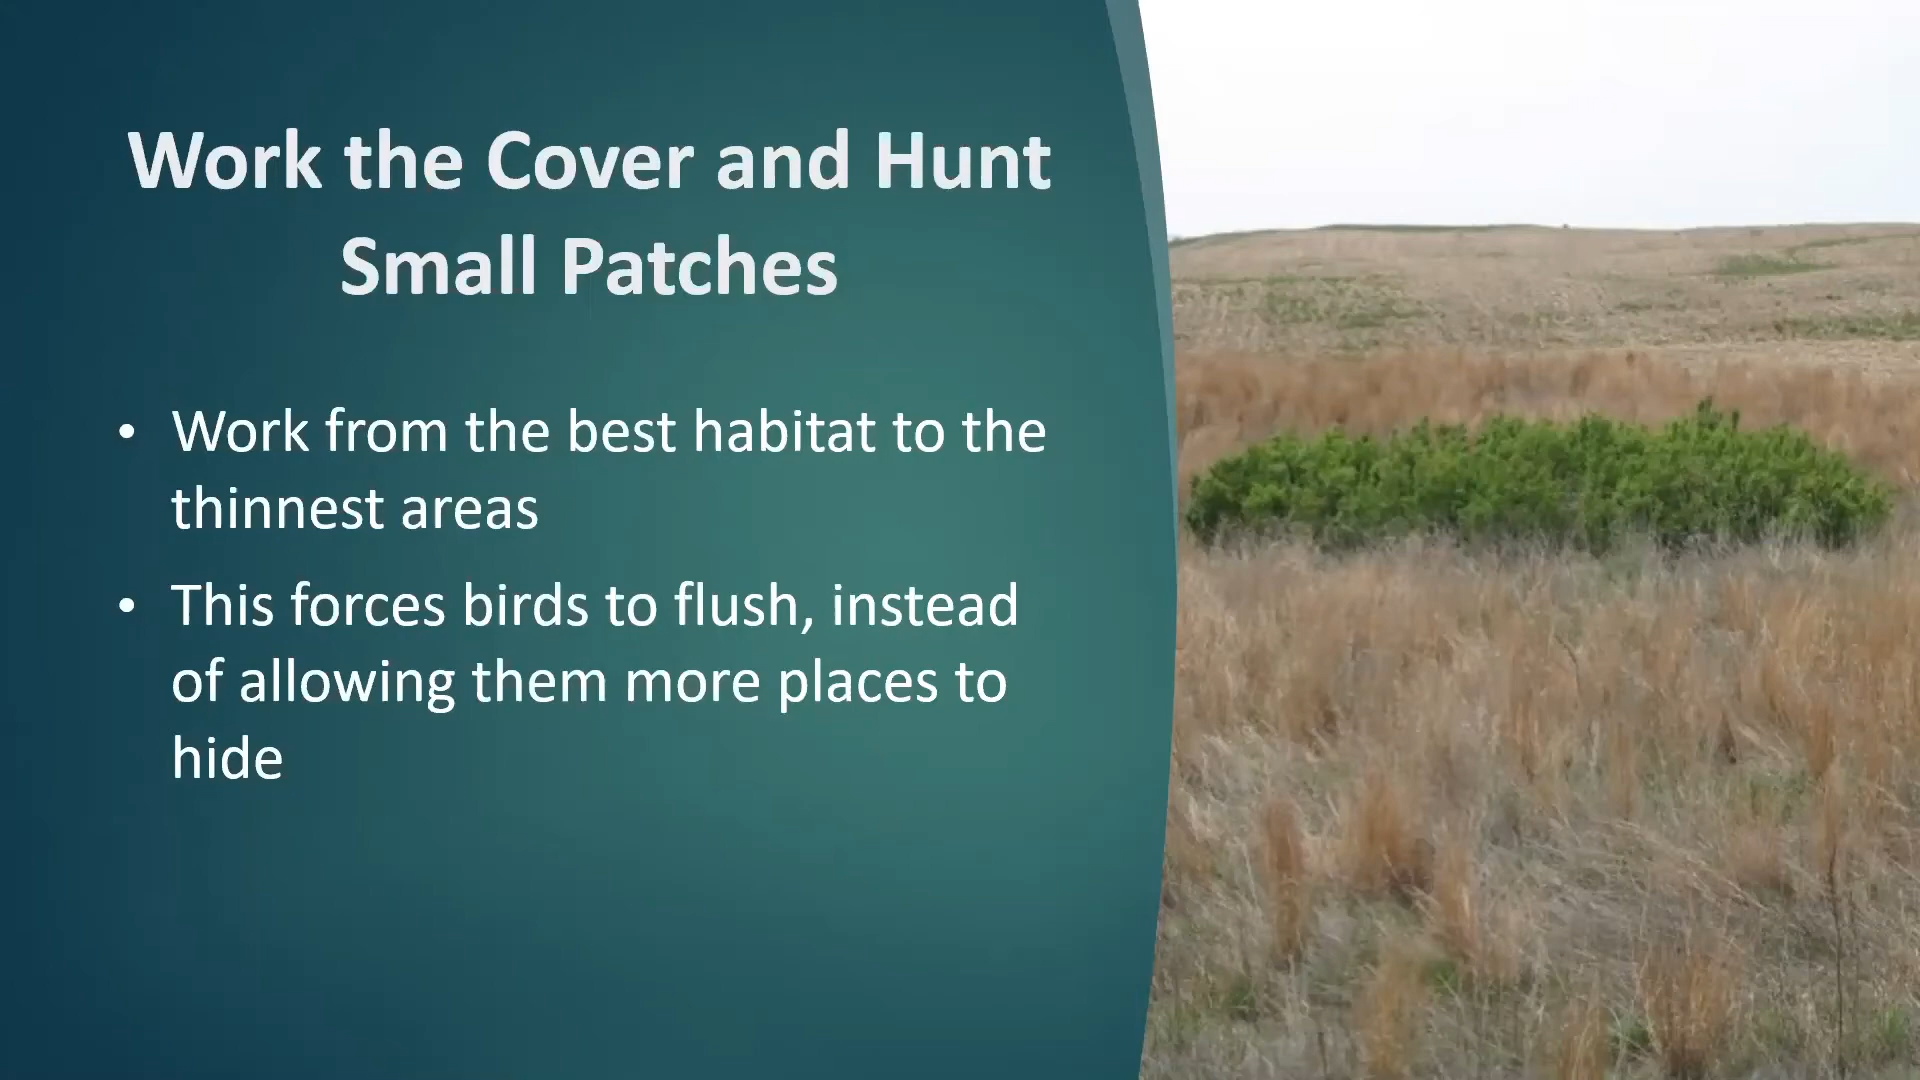 Work the Cover and Hunt
Small Patches
• Work from the best habitat to the
thinnest areas
• This forces birds to flush, instead
of allowing them more places to
hide